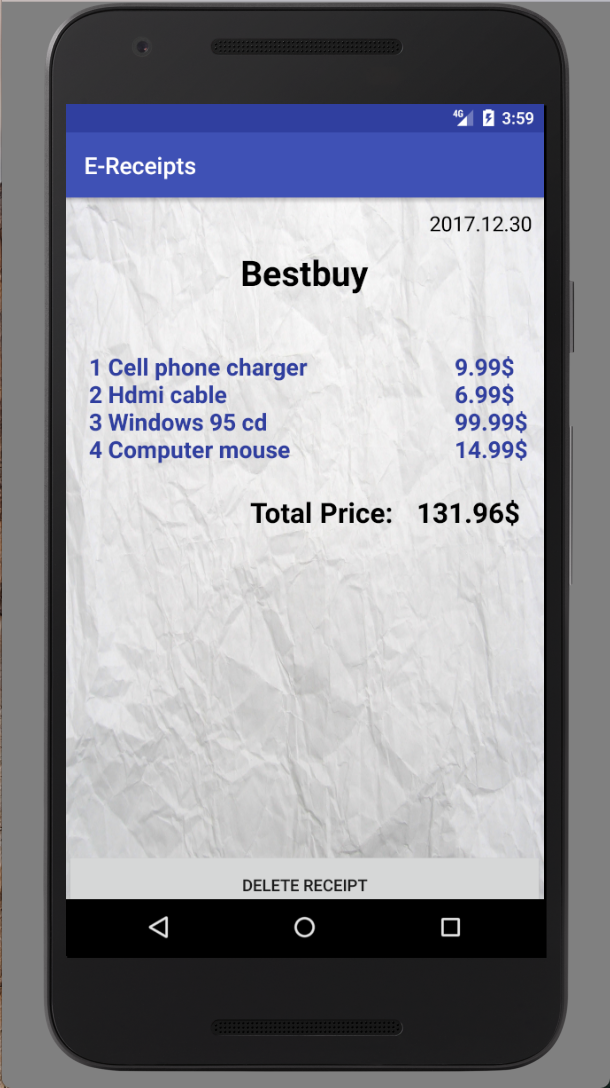 4G 3:59
E-Receipts
2017.12.30
Bestbuy
1 Cell phone charger 9.99$
2 Hdmi cable 6.99$
3 Windows 95 cd 99.99$
4 Computer mouse 14.99$
Total Price: 131.96$
DELETE RECEIPT